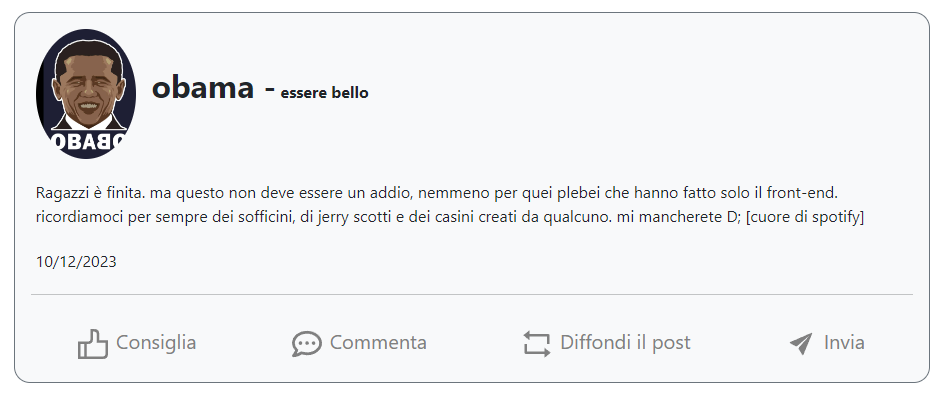 OBABO
obama - essere bello
Ragazzi è finita. ma questo non deve essere un addio, nemmeno per quei plebei che hanno fatto solo il front-end.
ricordiamoci per sempre dei sofficini, di jerry scotti e dei casini creati da qualcuno. mi mancherete D; [cuore di spotify]
10/12/2023
Consiglia Commenta Diffondi il post Invia